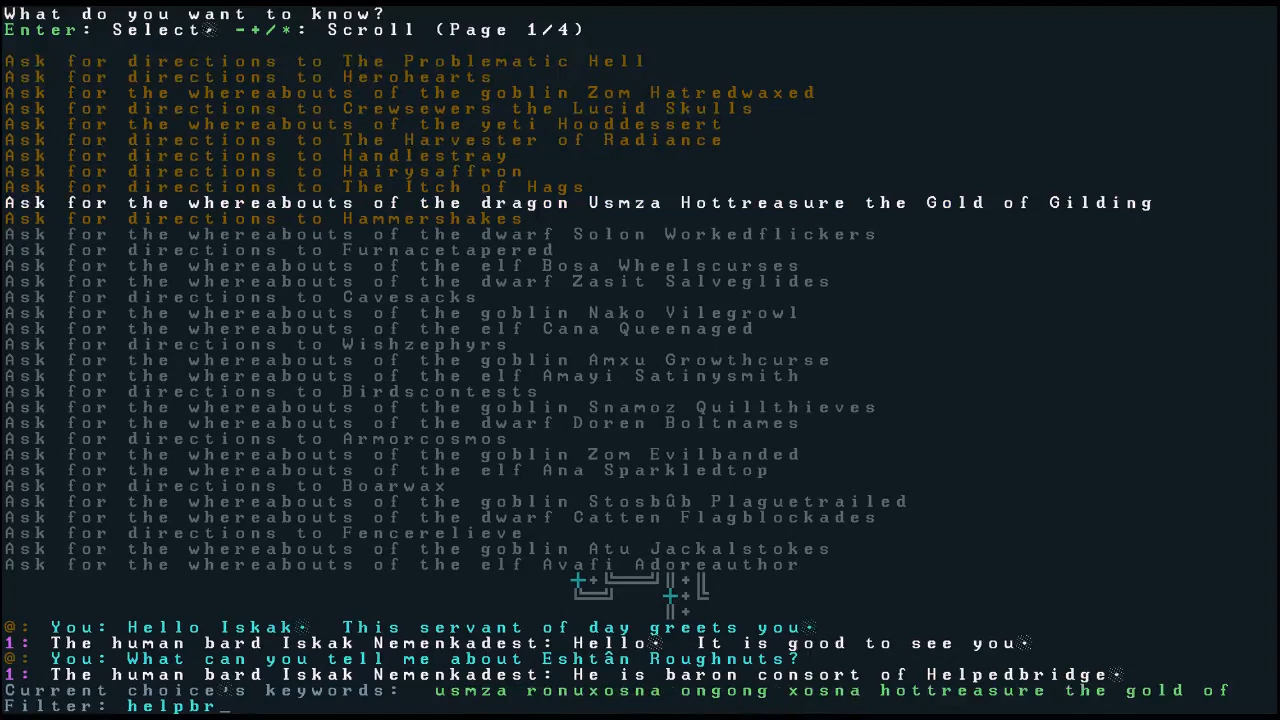 What do you want to know?
Enter: Select. -+/*: Scroll (Page 1/4)
Ask for directions to The Problematic Hell
Ask for directions to Herohearts
Ask for the whereabouts of the goblin Zom Hatredwaxed
Ask for directions to Crewsewers the Lucid Skulls
Ask for the whereabouts of the yeti Hooddessert
Ask for directions to The Harvester of Radiance
Ask for directions to Handlestray
Ask for directions to Hairysaffron
Ask for directions to The Itch of Hags
Ask for the whereabouts of the dragon Usmza Hottreasure the Gold of Gilding
Ask for directions to Hammershakes
Ask for the whereabouts of the dwarf Solon Workedflickers
Ask for directions to Furnacetapered
Ask for the whereabouts of the elf Bosa Wheelscurses
Ask for the whereabouts of the dwarf Zasit Salveglides
Ask for directions to Cavesacks
Ask for the whereabouts of the goblin Nako Vilegrowl
Ask for the whereabouts of the elf Cana Queenaged
Ask for directions to Wishzephyrs
Ask for the whereabouts of the goblin Amxu Growthcurse
Ask for the whereabouts of the elf Amayi Satinysmith
Ask for directions to Birdscontests
Ask for the whereabouts of the goblin Snamoz Quillthieves
Ask for the whereabouts of the dwarf Doren Boltnames
Ask for directions to Armorcosmos
Ask for the whereabouts of the goblin Zom Evilbanded
Ask for the whereabouts of the elf Ana Sparkledtop
Ask for directions to Boarwax
Ask for the whereabouts of the goblin Stosbûb Plaguetrailed
Ask for the whereabouts of the dwarf Catten Flagblockades
Ask for directions to Fencerelieve
Ask for the whereabouts of the goblin Atu Jackalstokes
Ask for the whereabouts of the elf Avafi Adoreauthor
@: You: Hello Iskak. This servant of day greets you.
1: The human bard Iskak Nemenkadest: Hello. It is good to see you.
@: You: What can you tell me about Eshtân Roughnuts?
1: The human bard Iskak Nemenkadest: He is baron consort of Helpedbridge.
Current choice's keywords: usmza ronuxosna ongong xosna hottreasure the gold of
Filter: helpbr_